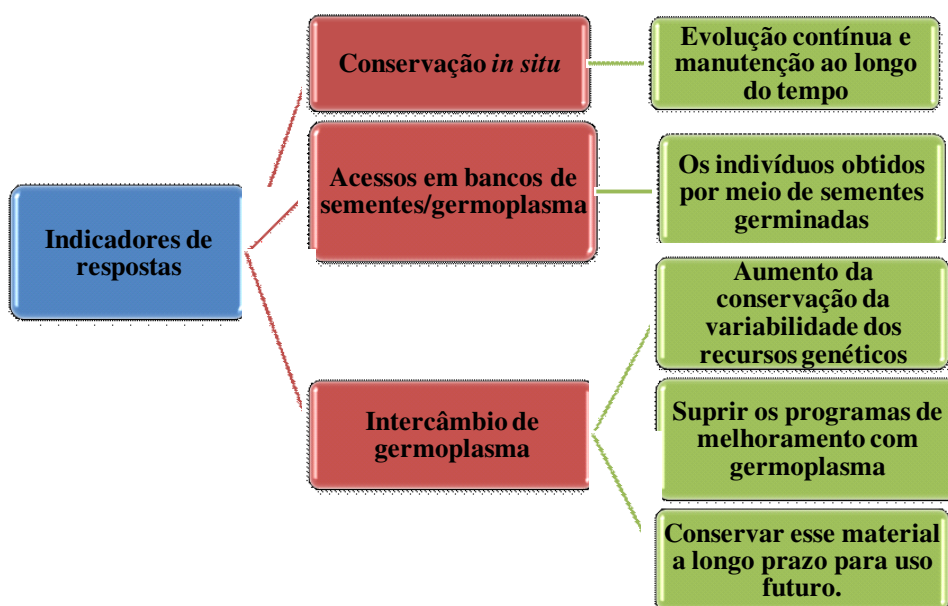 Indicadores de
respostas
Conservação in situ
Evolução contínua e
manutenção ao longo
do tempo
Acessos em bancos de
sementes/germoplasma
Os indivíduos obtidos
por meio de sementes
germinadas
Intercâmbio de
germoplasma
Aumento da
conservação da
variabilidade dos
recursos genéticos
Suprir os programas de
melhoramento com
germoplasma
Conservar esse material
a longo prazo para uso
futuro.